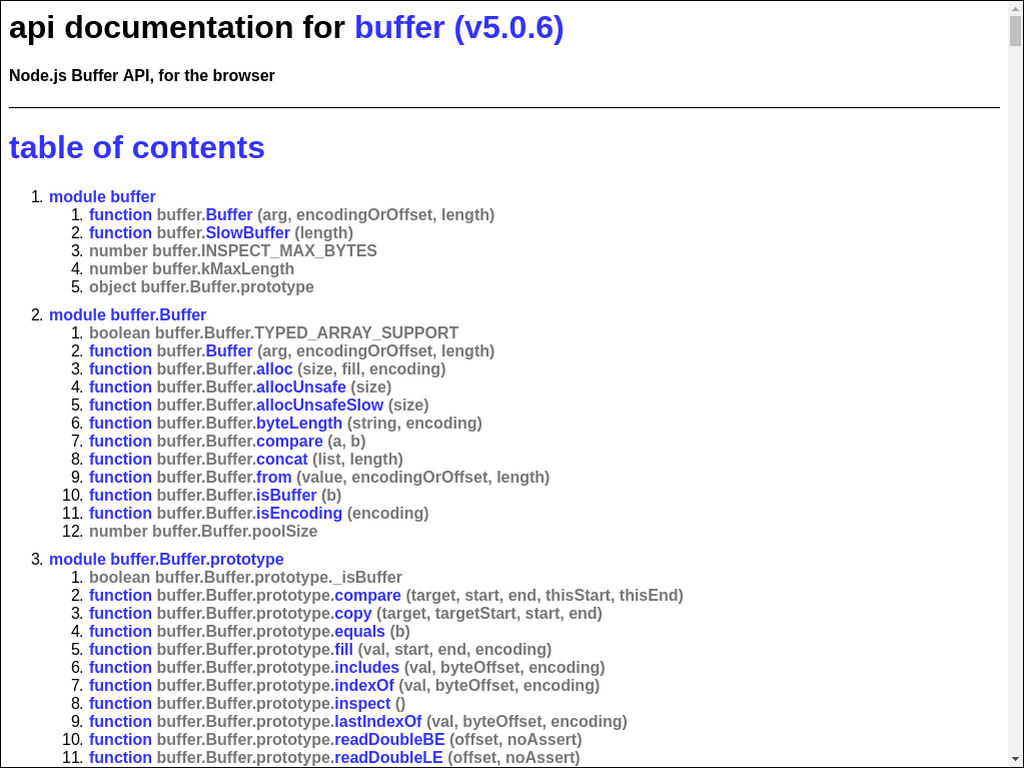 api documentation for buffer (v5.0.6)
Node.js Buffer API, for the browser
table of contents
1. module buffer
1. function buffer.Buffer (arg, encodingOrOffset, length)
2. function buffer.SlowBuffer (length)
3. number buffer.INSPECT_MAX_BYTES
4. number buffer.kMaxLength
5. object buffer.Buffer.prototype
2. module buffer.Buffer
1. boolean buffer.Buffer.TYPED_ARRAY_SUPPORT
2. function buffer.Buffer (arg, encodingOrOffset, length)
3. function buffer.Buffer.alloc (size, fill, encoding)
4. function buffer.Buffer.allocUnsafe (size)
5. function buffer.Buffer.allocUnsafeSlow (size)
6. function buffer.Buffer.byteLength (string, encoding)
7. function buffer.Buffer.compare (a, b)
8. function buffer.Buffer.concat (list, length)
9. function buffer.Buffer.from (value, encodingOrOffset, length)
10. function buffer.Buffer.isBuffer (b)
11. function buffer.Buffer.isEncoding (encoding)
12. number buffer.Buffer.poolSize
3. module buffer.Buffer.prototype
1. boolean buffer.Buffer.prototype._isBuffer
2. function buffer.Buffer.prototype.compare (target, start, end, thisStart, thisEnd)
3. function buffer.Buffer.prototype.copy (target, targetStart, start, end)
4. function buffer.Buffer.prototype.equals (b)
5. function buffer.Buffer.prototype.fill (val, start, end, encoding)
6. function buffer.Buffer.prototype.includes (val, byteOffset, encoding)
7. function buffer.Buffer.prototype.indexOf (val, byteOffset, encoding)
8. function buffer.Buffer.prototype.inspect ()
9. function buffer.Buffer.prototype.lastIndexOf (val, byteOffset, encoding)
10. function buffer.Buffer.prototype.readDoubleBE (offset, noAssert)
11. function buffer.Buffer.prototype.readDoubleLE (offset, noAssert)